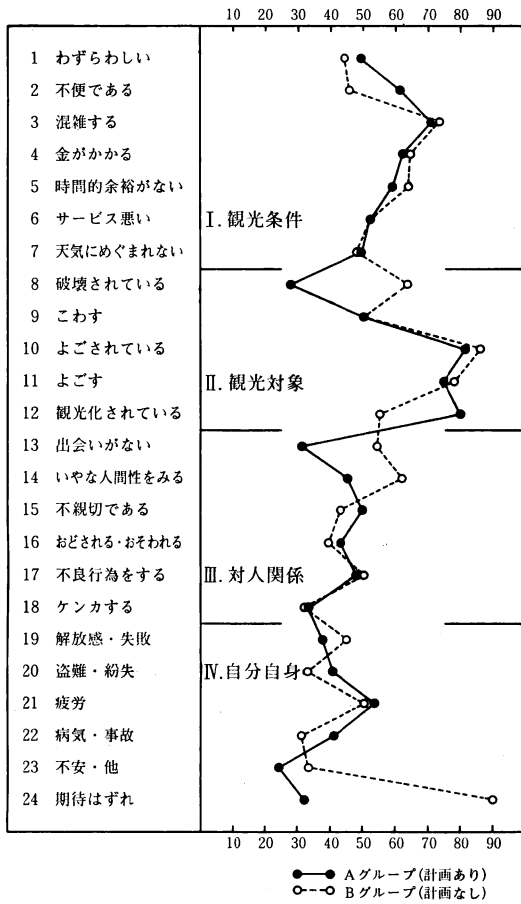 10 20 30 40 50 60 70 80 90
1 わずらわしい
2 不便である
3 混雑する
4 金がかかる
5 時間的余裕がない
6 サービス悪い
I.観光条件
7 天気にめぐまれない
8 破壊されている
9 こわす
10 よごされている
11 よごす
II.観光対象
12 観光化されている
13 出会いがない
14 いやな人間性をみる
15 不親切である
16 おどされる・おそわれる
17 不良行為をする
III.対人関係
18 ケンカする
19 解放感・失敗
20 盗難・紛失
IV.自分自身
21 疲労
22 病気・事故
23 不安・他
24 期待はずれ
10 20 30 40 50 60 70 80 90
Aグループ(計画あり)
Bグループ(計画なし)